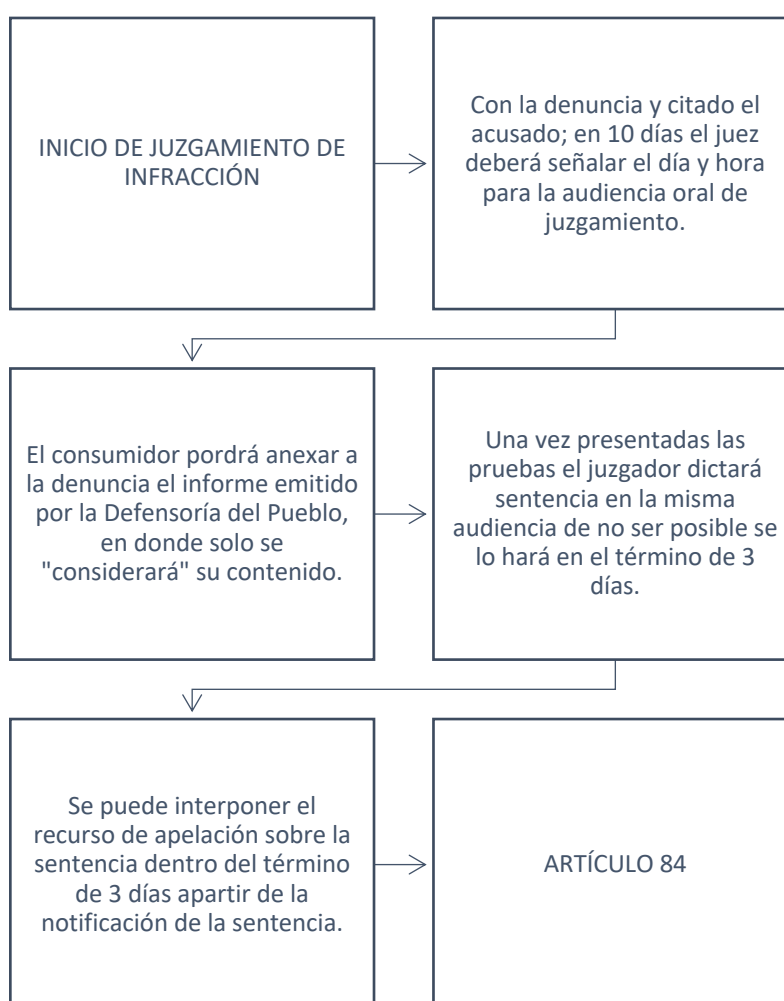 INICIO DE JUZGAMIENTO DE
INFRACCIÓN
Con la denuncia y citado el
acusado; en 10 días el juez
deberá señalar el día y hora
para la audiencia oral de
juzgamiento.
El consumidor pordrá anexar a
la denuncia el informe emitido
por la Defensoría del Pueblo,
en donde solo se
"considerará" su contenido.
Una vez presentadas las
pruebas el juzgador dictará
sentencia en la misma
audiencia de no ser posible se
lo hará en el término de 3
días.
Se puede interponer el
recurso de apelación sobre la
sentencia dentro del término
de 3 días apartir de la
notificación de la sentencia.
ARTÍCULO 84